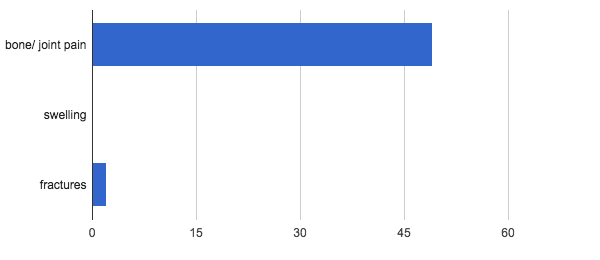 bone/ joint pain
swelling
fractures
0 15 30 45 60